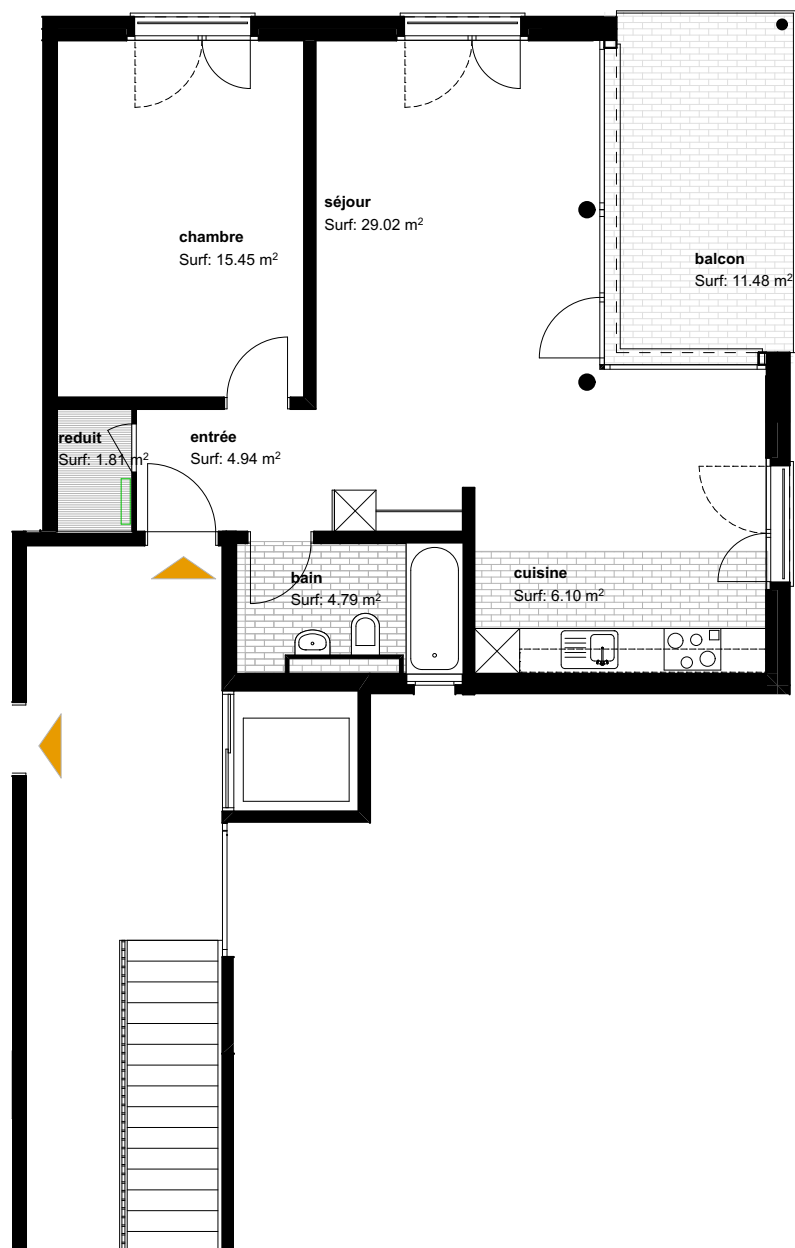 séjour
Surf: 29.02 m²
chambre
Surf: 15.45 m²
balcon
Surf: 11.48 m²
reduit
Surf: 1.81 m²
entrée
Surf: 4.94 m²
bain
Surf: 4.79 m²
cuisine
Surf: 6.10 m²